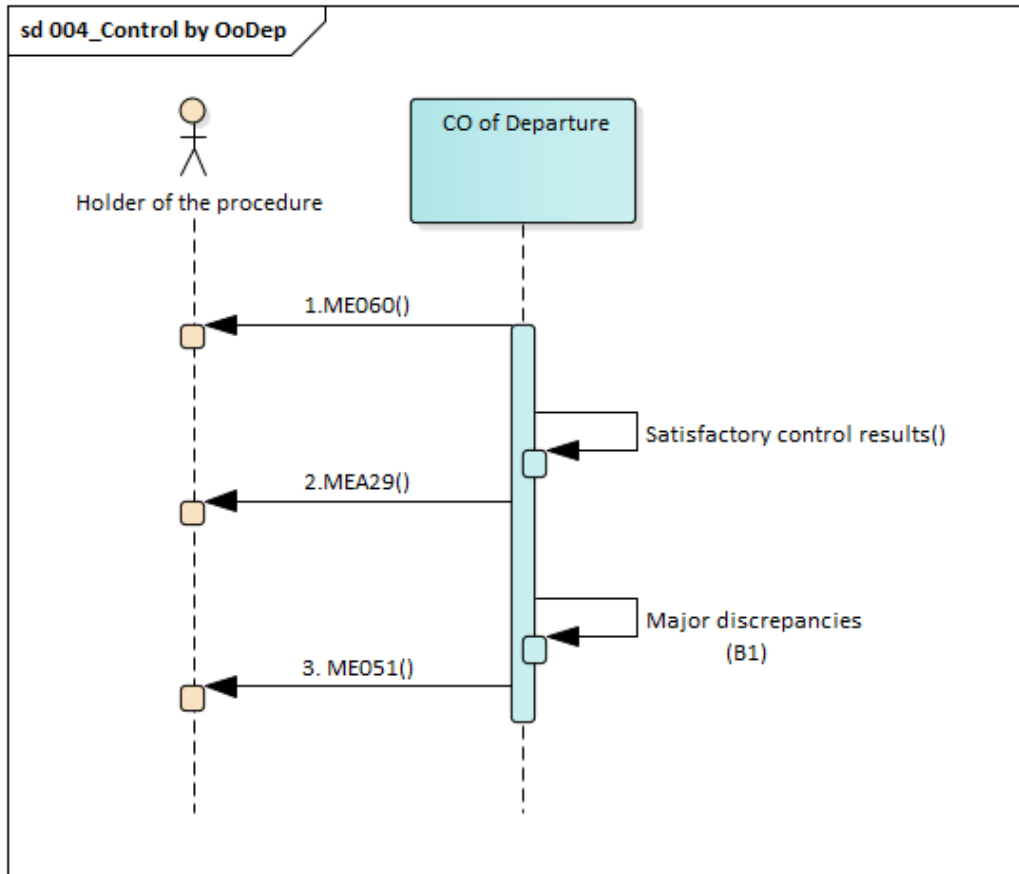 sd 004_Control by OoDep
CO of Departure
Holder of the procedure
1.ME060()
Satisfactory control results()
2.MEA29()
Major discrepancies
(B1)
3. ME051()